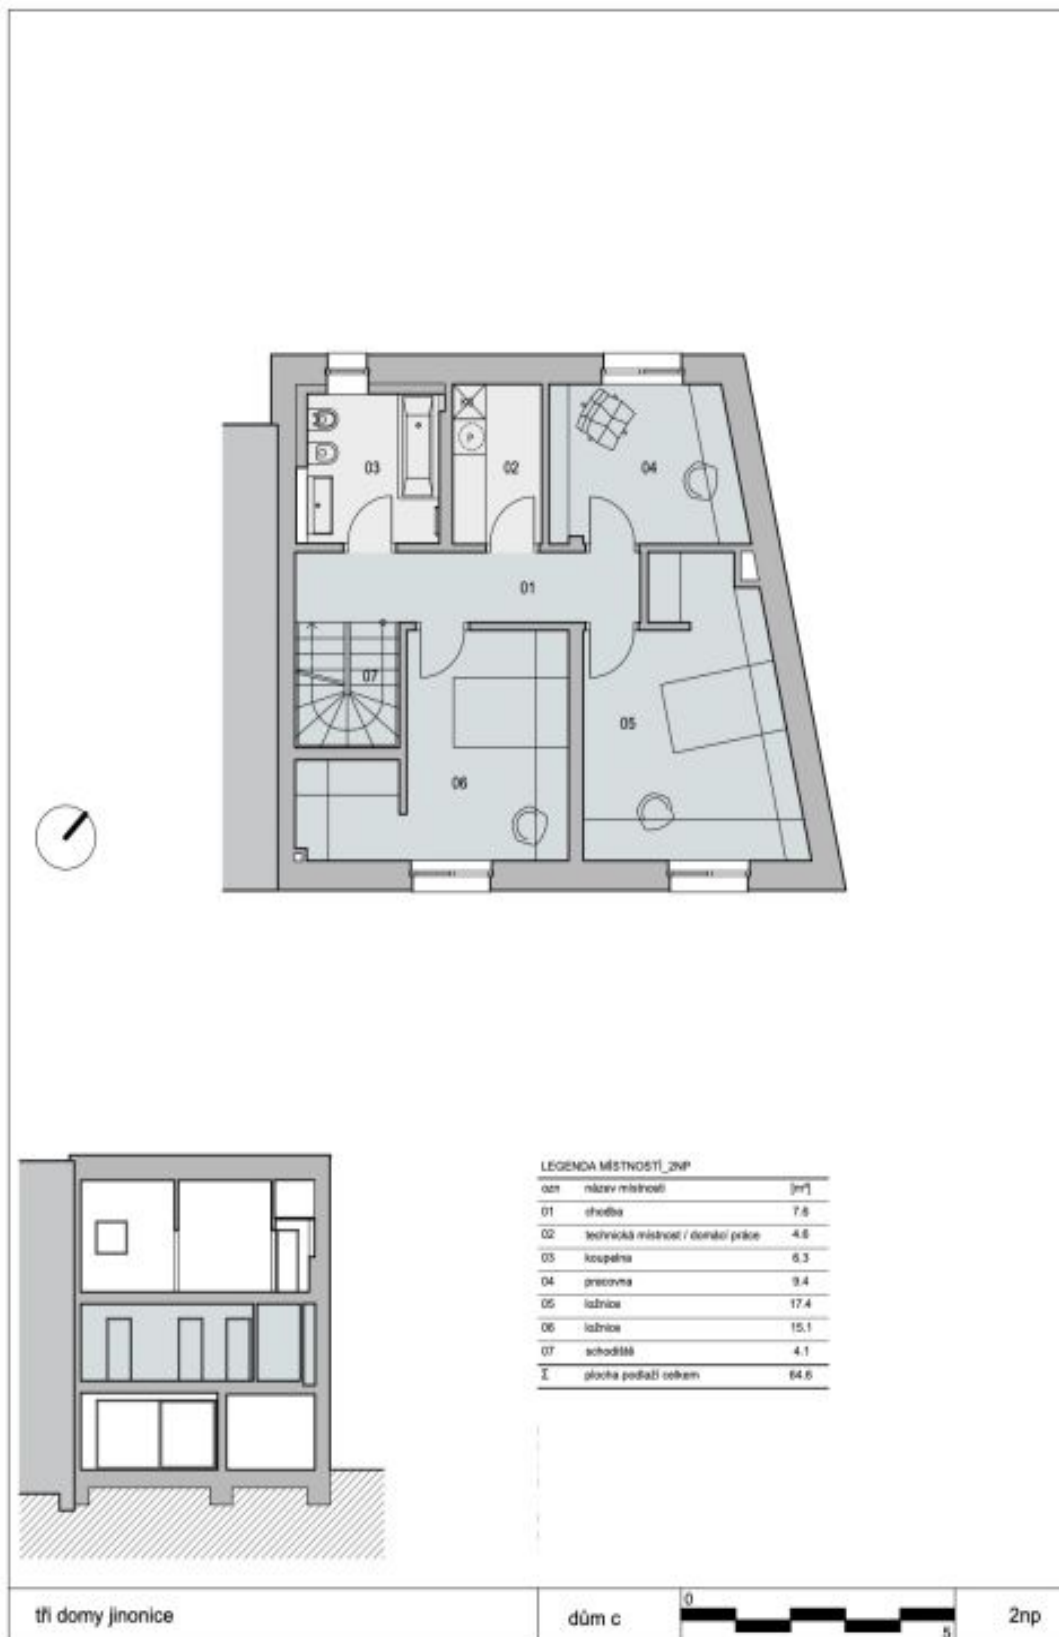 03
02
04
01
07
05
06
LEGENDA MÍSTNOSTÍ_2NP
ozn název místnosti [m²]
01 chodba 7.6
02 technická místnost / domácí práce 4.6
03 koupelna 6.3
04 pracovna 9.4
05 ložnice 17.4
06 ložnice 15.1
07 schodiště 4.1
Σ plocha podlaží celkem 64.6
tři domy jinonice
dům c
0
5
2np